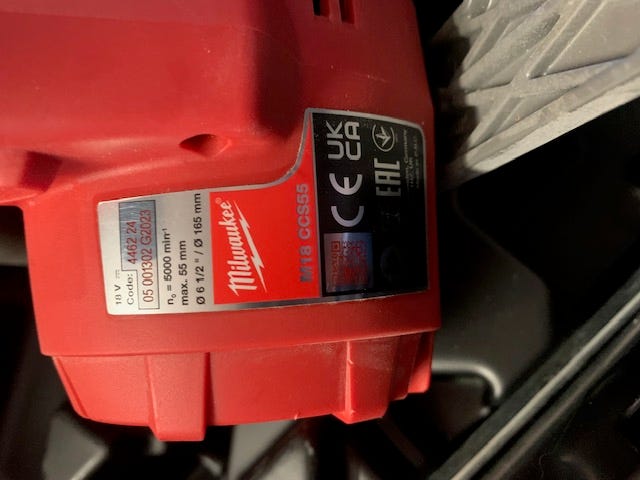 18 V ⎓
Code: 4462 24
05 001302 G2023
n₀ = 5000 min⁻¹
max. 55 mm
Ø 6 1/2 " / Ø 165 mm
Milwaukee®
M18 CCS55
CE UK
CA
EAC
Germany